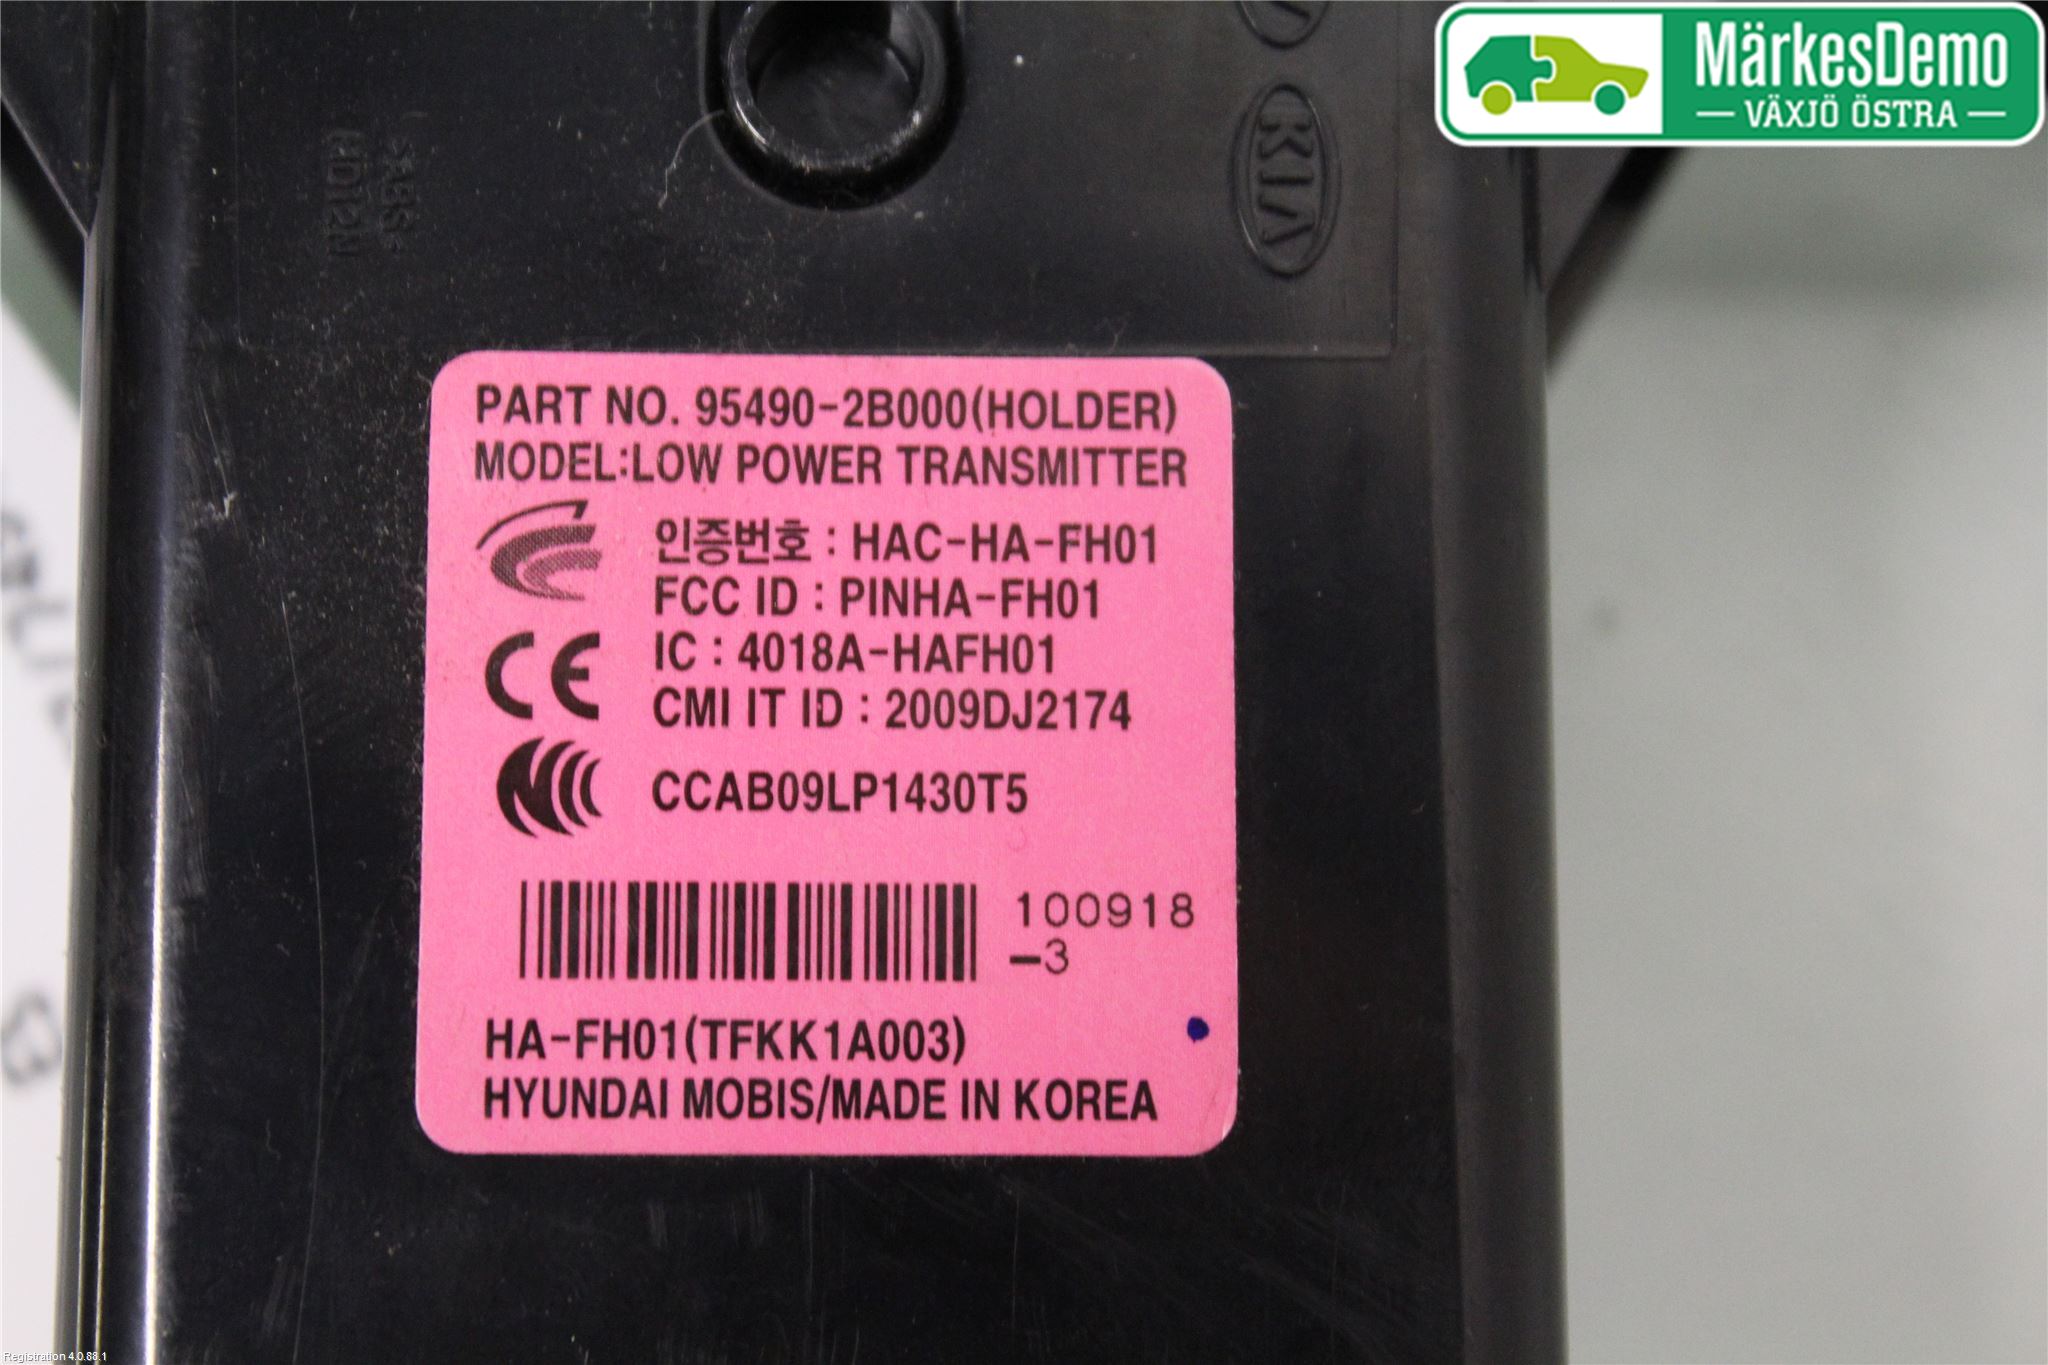 MärkesDemo
VÄXJÖ ÖSTRA
KIA
>ABS<
PART NO. 95490-2B000(HOLDER)
MODEL:LOW POWER TRANSMITTER
인증번호 : HAC-HA-FH01
FCC ID : PINHA-FH01
IC : 4018A-HAFH01
CMI IT ID : 2009DJ2174
CCAB09LP1430T5
100918
-3
HA-FH01(TFKK1A003)
HYUNDAI MOBIS/MADE IN KOREA
Registration 4.0.88.1